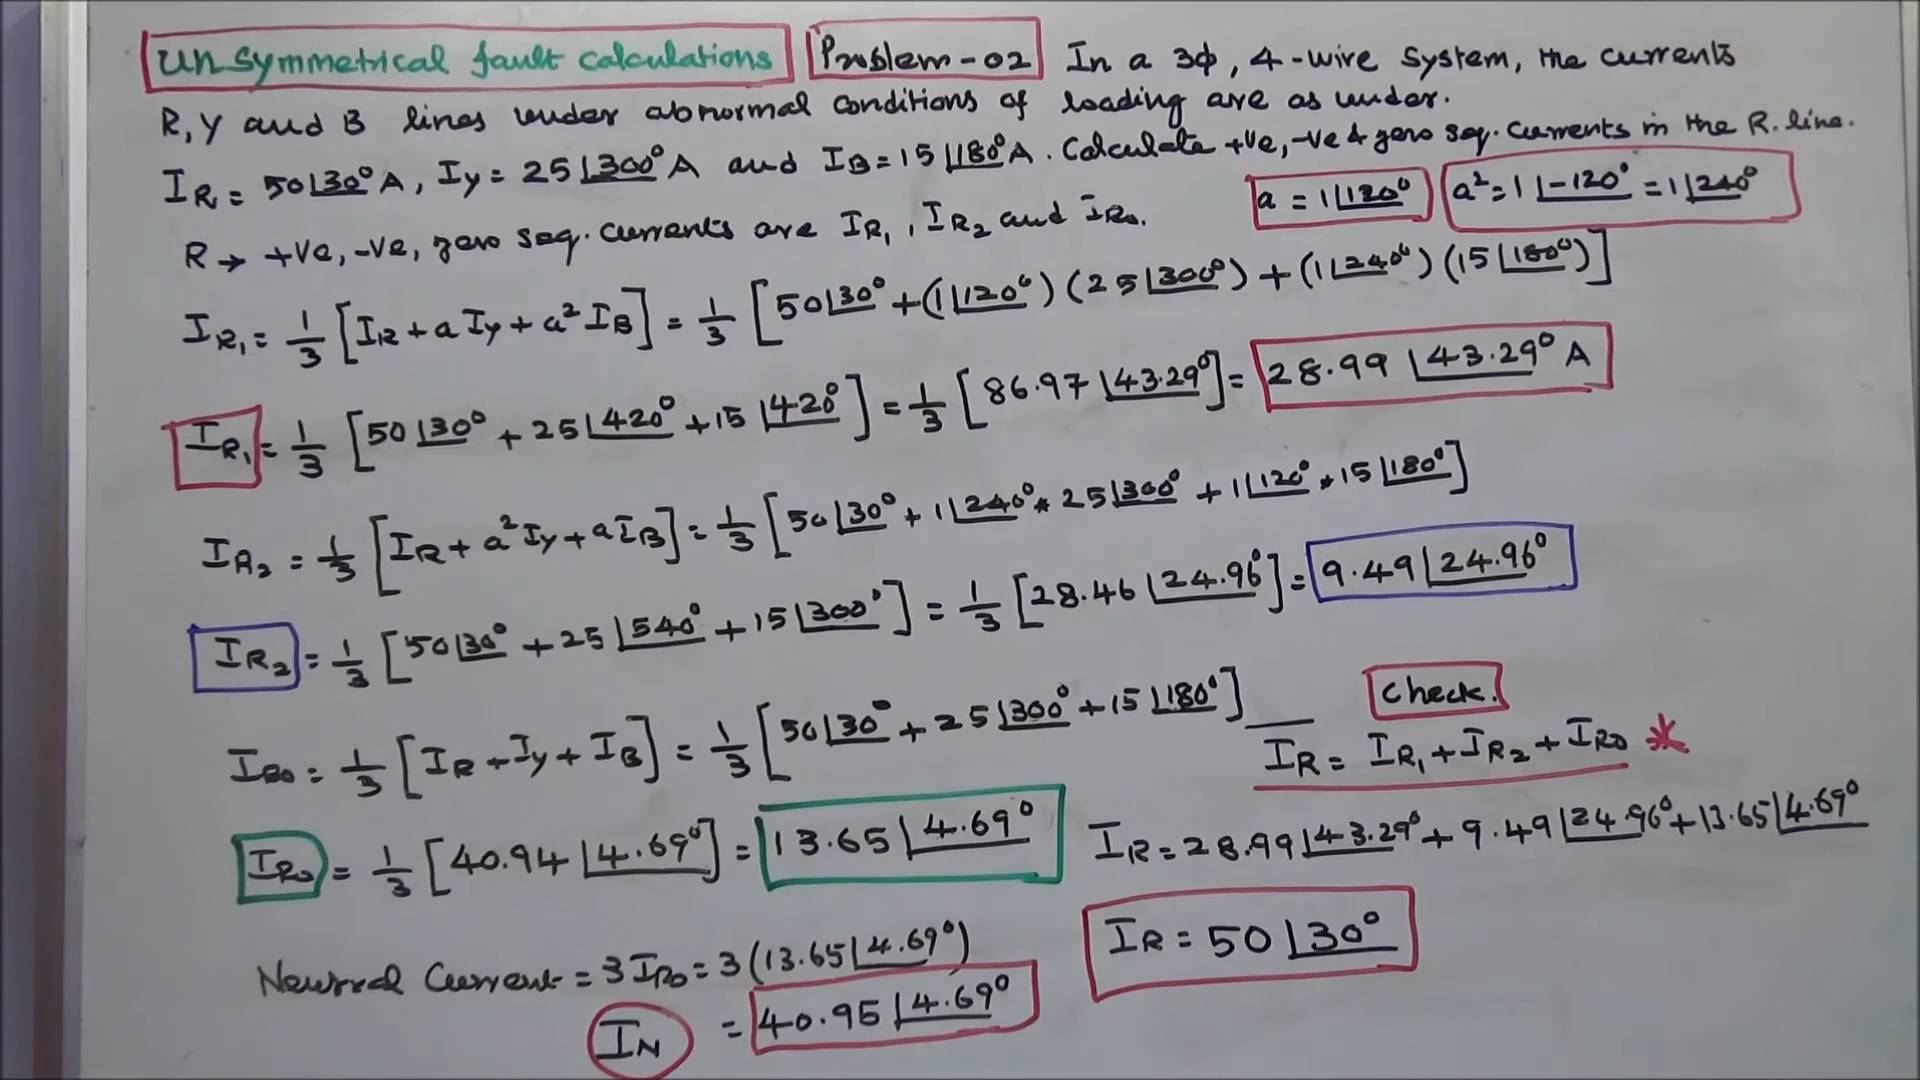 Unsymmetrical fault calculations Problem-02 In a 3φ, 4-wire system, the currents
R, Y and B lines under abnormal conditions of loading are as under.
IR = 50∠30° A, IY = 25∠300° A and IB = 15∠180° A. Calculate +ve, -ve & zero seq. currents in the R. line.
a = 1∠120° a² = 1∠-120° = 1∠240°
R → +Ve, -Ve, zero seq. currents are IR1, IR2 and IR0.
IR1 = 1/3 [IR + a IY + a² IB] = 1/3 [50∠30° + (1∠120°)(25∠300°) + (1∠240°)(15∠180°)]
IR1 = 1/3 [50∠30° + 25∠420° + 15∠420°] = 1/3 [86.97∠43.29°] = 28.99∠43.29° A
IR2 = 1/3 [IR + a² IY + a IB] = 1/3 [50∠30° + 1∠240° * 25∠300° + 1∠120° * 15∠180°]
IR2 = 1/3 [50∠30° + 25∠540° + 15∠300°] = 1/3 [28.46∠24.96°] = 9.49∠24.96°
IR0 = 1/3 [IR + IY + IB] = 1/3 [50∠30° + 25∠300° + 15∠180°]
IR0 = 1/3 [40.94∠4.69°] = 13.65∠4.69°
Neutral Current = 3 IR0 = 3 (13.65∠4.69°)
IN = 40.95∠4.69°
Check.
IR = IR1 + IR2 + IR0 *
IR = 28.99∠43.29° + 9.49∠24.96° + 13.65∠4.69°
IR = 50∠30°